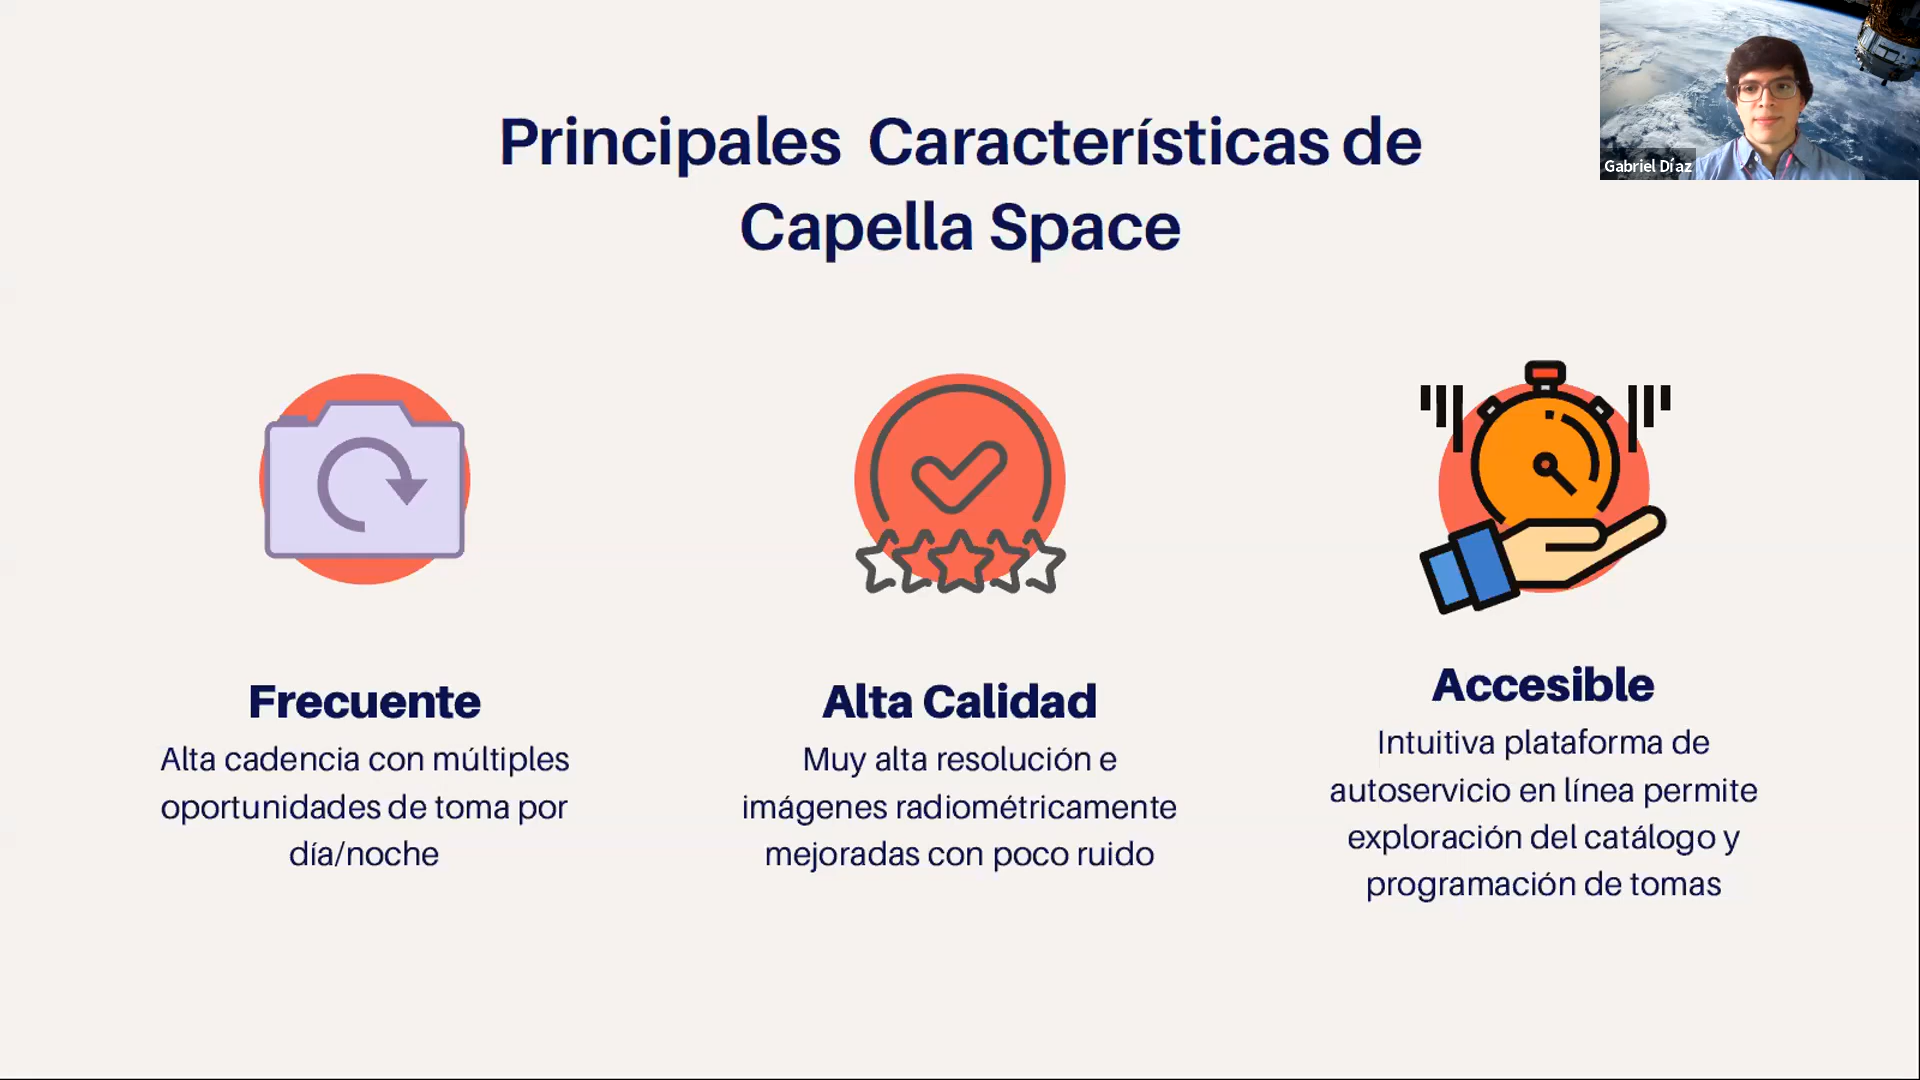 Principales Características de
Capella Space
Gabriel Díaz
Frecuente
Alta cadencia con múltiples
oportunidades de toma por
día/noche
Alta Calidad
Muy alta resolución e
imágenes radiométricamente
mejoradas con poco ruido
Accesible
Intuitiva plataforma de
autoservicio en línea permite
exploración del catálogo y
programación de tomas